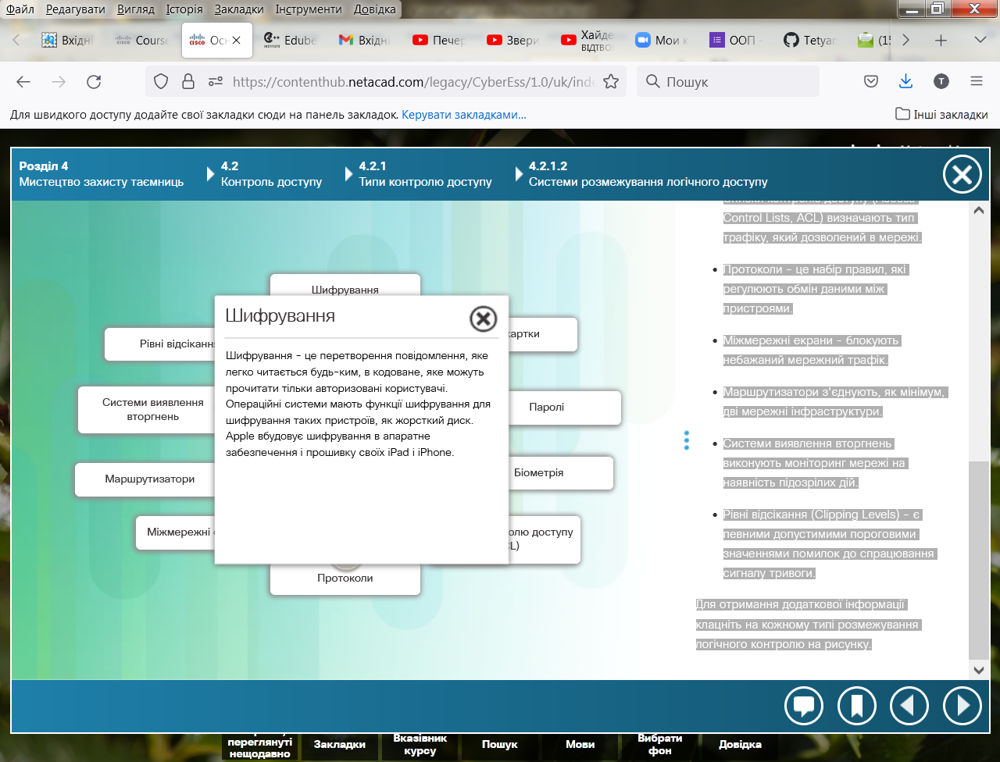 Файл Редагувати Вигляд Історія Закладки Інструменти Довідка
Вхідні Course Осн Edube Вхідні Печер Звери Хайде Мои к ООП - Tetyan (15
ВІДТВОР
https://contenthub.netacad.com/legacy/CyberEss/1.0/uk/inde
Пошук
T
Для швидкого доступу додайте свої закладки сюди на панель закладок. Керувати закладками...
Інші закладки
Розділ 4
Мистецтво захисту таємниць
4.2
Контроль доступу
4.2.1
Типи контролю доступу
4.2.1.2
Системи розмежування логічного доступу
Шифрування
картки
Рівні відсікання
Системи виявлення
вторгнень
Паролі
Маршрутизатори
Біометрія
Міжмережні
олю доступу
CL)
Протоколи
Шифрування
Шифрування - це перетворення повідомлення, яке
легко читається будь-ким, в кодоване, яке можуть
прочитати тільки авторизовані користувачі.
Операційні системи мають функції шифрування для
шифрування таких пристроїв, як жорсткий диск.
Apple вбудовує шифрування в апаратне
забезпечення і прошивку своїх iPad і iPhone.
Списки контролю доступу (Access
Control Lists, ACL) визначають тип
трафіку, який дозволений в мережі.
• Протоколи - це набір правил, які
регулюють обмін даними між
пристроями.
• Міжмережні екрани - блокують
небажаний мережний трафік.
• Маршрутизатори з'єднують, як мінімум,
дві мережні інфраструктури.
• Системи виявлення вторгнень
виконують моніторинг мережі на
наявність підозрілих дій.
• Рівні відсікання (Clipping Levels) - є
певними допустимими пороговими
значеннями помилок до спрацювання
сигналу тривоги.
Для отримання додаткової інформації
клацніть на кожному типі розмежування
логічного контролю на рисунку.
переглянуті
нещодавно
Закладки
Вказівник
курсу
Пошук
Мови
Вибрати
фон
Довідка